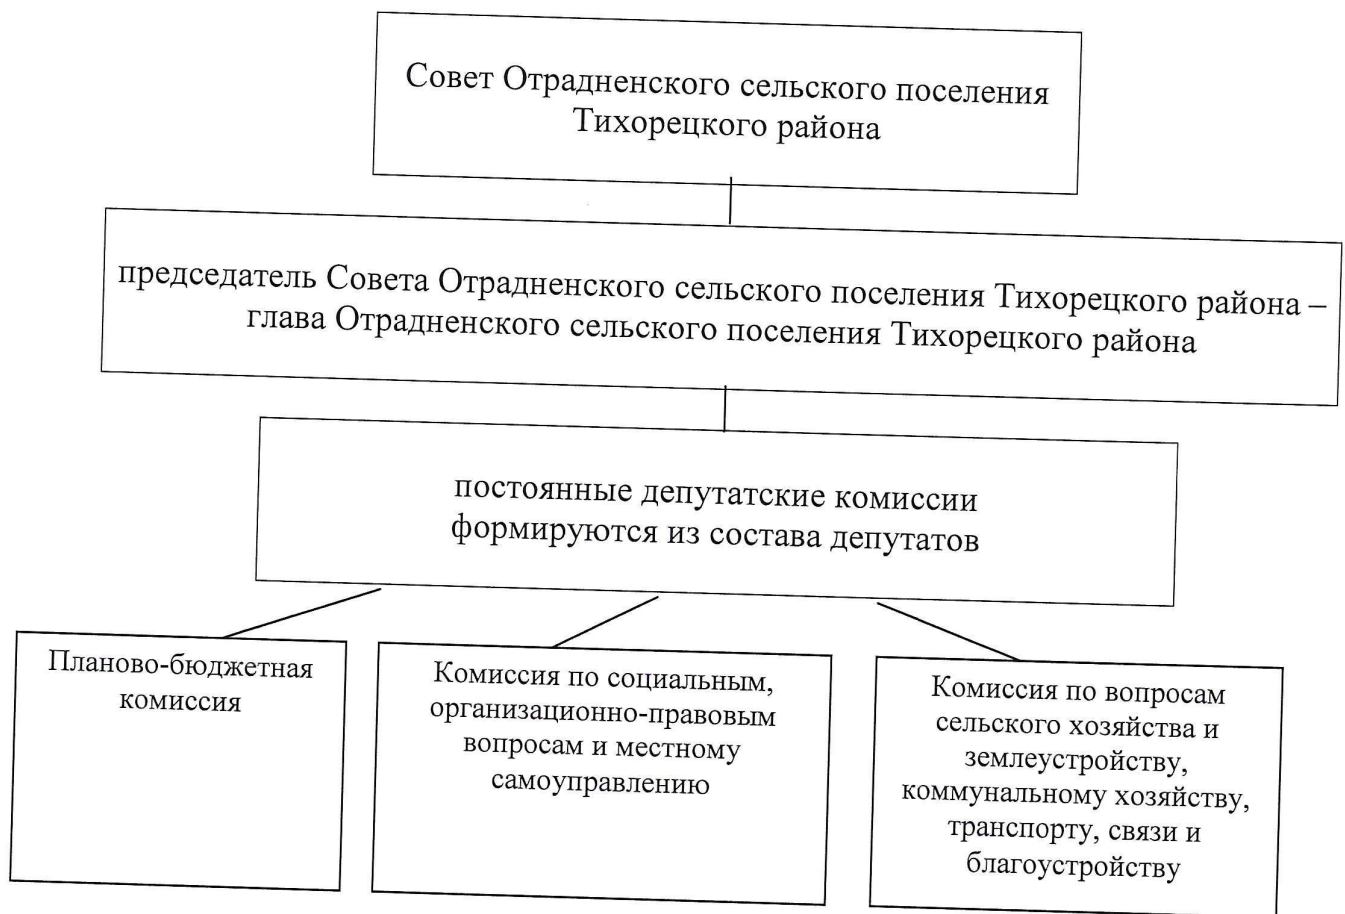 Совет Отрадненского сельского поселения
Тихорецкого района
председатель Совета Отрадненского сельского поселения Тихорецкого района –
глава Отрадненского сельского поселения Тихорецкого района
постоянные депутатские комиссии
формируются из состава депутатов
Планово-бюджетная
комиссия
Комиссия по социальным,
организационно-правовым
вопросам и местному
самоуправлению
Комиссия по вопросам
сельского хозяйства и
землеустройству,
коммунальному хозяйству,
транспорту, связи и
благоустройству